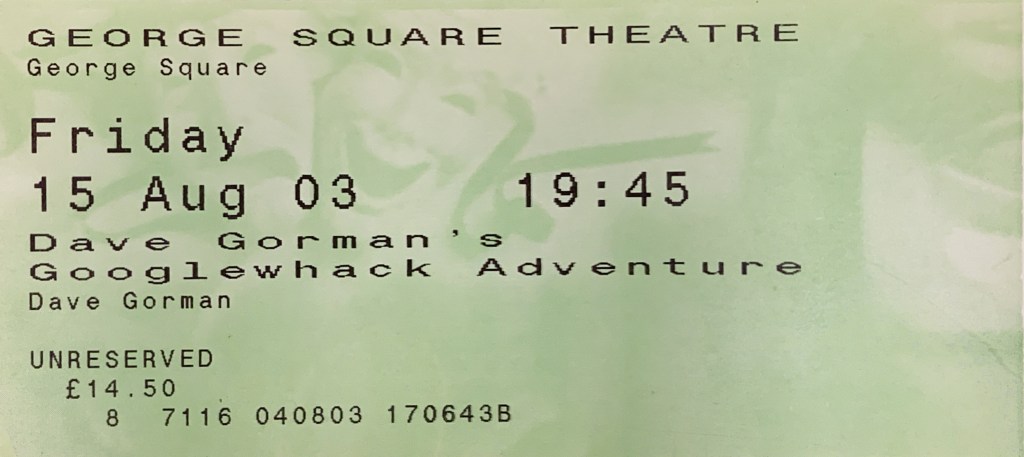 GEORGE SQUARE THEATRE
George Square
Friday
15 Aug 03 19:45
Dave Gorman's
Googlewhack Adventure
Dave Gorman
UNRESERVED
£14.50
8 7116 040803 170643B